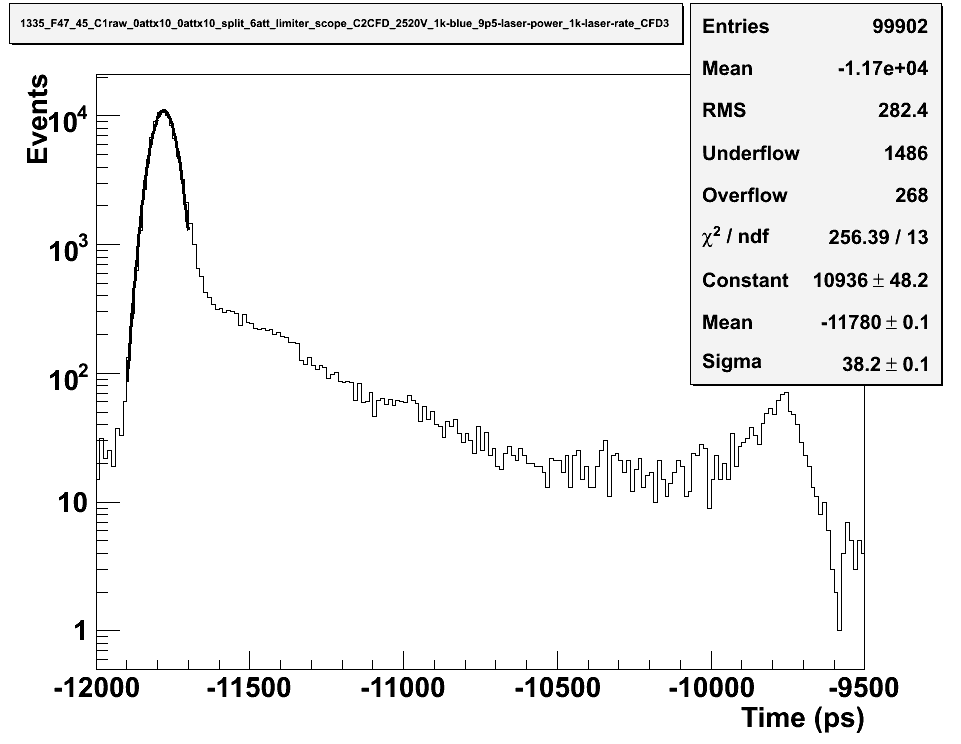 1335_F47_45_C1raw_0attx10_0attx10_split_6att_limiter_scope_C2CFD_2520V_1k-blue_9p5-laser-power_1k-laser-rate_CFD3
Entries 99902
Mean -1.17e+04
RMS 282.4
Underflow 1486
Overflow 268
χ² / ndf 256.39 / 13
Constant 10936 ± 48.2
Mean -11780 ± 0.1
Sigma 38.2 ± 0.1
Events
10⁴
10³
10²
10
1
-12000 -11500 -11000 -10500 -10000 -9500
Time (ps)